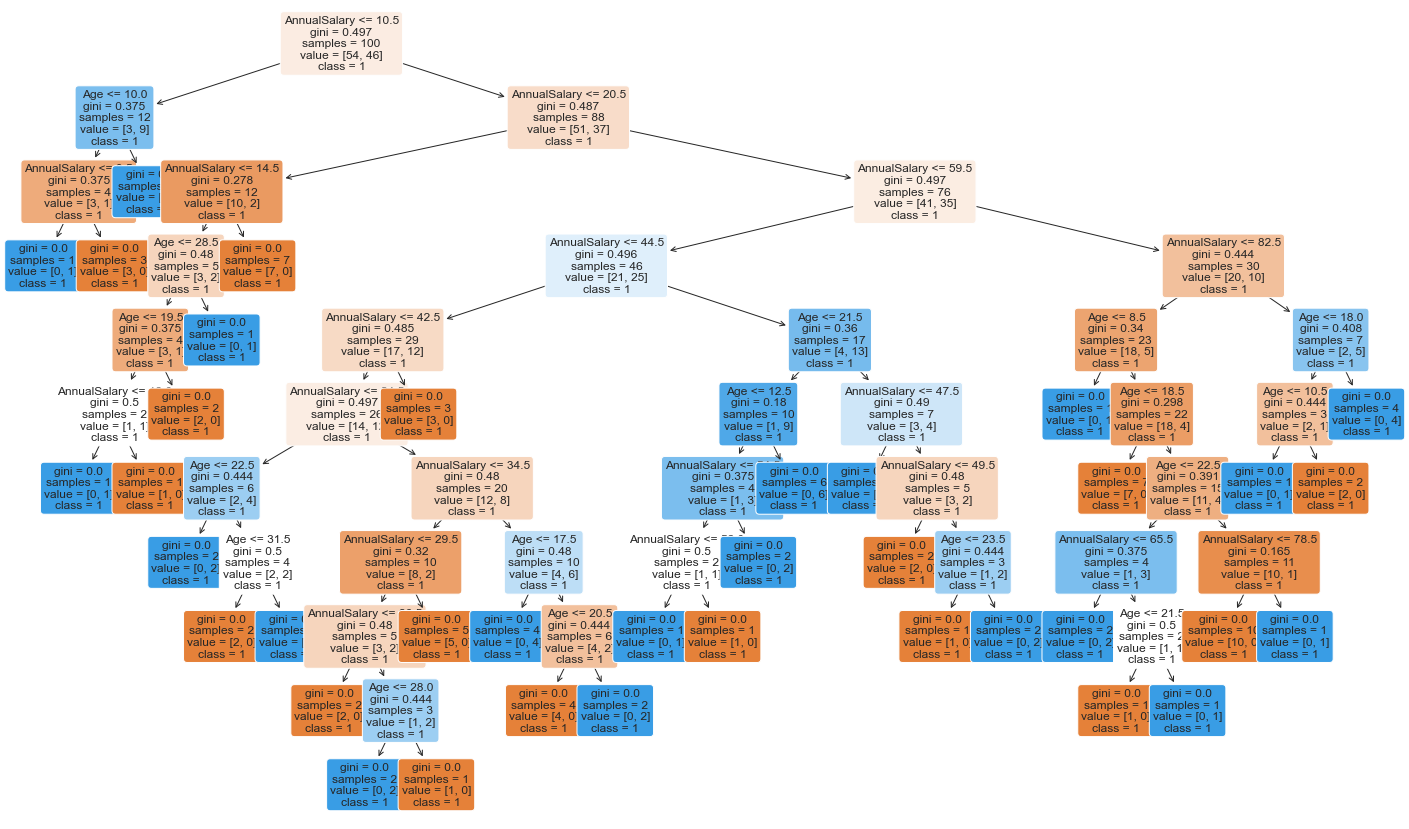 AnnualSalary <= 10.5
gini = 0.497
samples = 100
value = [54, 46]
class = 1
Age <= 10.0
gini = 0.375
samples = 12
value = [3, 9]
class = 1
AnnualSalary <= 20.5
gini = 0.487
samples = 88
value = [51, 37]
class = 1
AnnualSalary <=
gini = 0.375
samples = 4
value = [3, 1]
class = 1
gini =
samples
value =
class =
AnnualSalary <= 14.5
gini = 0.278
samples = 12
value = [10, 2]
class = 1
AnnualSalary <= 59.5
gini = 0.497
samples = 76
value = [41, 35]
class = 1
gini = 0.0
samples = 1
value = [0, 1]
class = 1
gini = 0.0
samples = 3
value = [3, 0]
class = 1
Age <= 28.5
gini = 0.48
samples = 5
value = [3, 2]
class = 1
gini = 0.0
samples = 7
value = [7, 0]
class = 1
AnnualSalary <= 44.5
gini = 0.496
samples = 46
value = [21, 25]
class = 1
AnnualSalary <= 82.5
gini = 0.444
samples = 30
value = [20, 10]
class = 1
Age <= 19.5
gini = 0.375
samples = 4
value = [3, 1]
class = 1
gini = 0.0
samples = 1
value = [0, 1]
class = 1
AnnualSalary <= 42.5
gini = 0.485
samples = 29
value = [17, 12]
class = 1
Age <= 21.5
gini = 0.36
samples = 17
value = [4, 13]
class = 1
Age <= 8.5
gini = 0.34
samples = 23
value = [18, 5]
class = 1
Age <= 18.0
gini = 0.408
samples = 7
value = [2, 5]
class = 1
AnnualSalary <=
gini = 0.5
samples = 2
value = [1, 1]
class = 1
gini = 0.0
samples = 2
value = [2, 0]
class = 1
AnnualSalary <=
gini = 0.497
samples = 26
value = [14, 12]
class = 1
gini = 0.0
samples = 3
value = [3, 0]
class = 1
Age <= 12.5
gini = 0.18
samples = 10
value = [1, 9]
class = 1
AnnualSalary <= 47.5
gini = 0.49
samples = 7
value = [3, 4]
class = 1
gini = 0.0
samples =
value = [0, 1]
class = 1
Age <= 18.5
gini = 0.298
samples = 22
value = [18, 4]
class = 1
Age <= 10.5
gini = 0.444
samples = 3
value = [2, 1]
class = 1
gini = 0.0
samples = 4
value = [0, 4]
class = 1
gini = 0.0
samples = 1
value = [0, 1]
class = 1
gini = 0.0
samples = 1
value = [1, 0]
class = 1
Age <= 22.5
gini = 0.444
samples = 6
value = [2, 4]
class = 1
AnnualSalary <= 34.5
gini = 0.48
samples = 20
value = [12, 8]
class = 1
AnnualSalary <=
gini = 0.375
samples = 4
value = [1, 3]
class = 1
gini = 0.0
samples = 6
value = [0, 6]
class = 1
gini =
samples
value =
class =
AnnualSalary <= 49.5
gini = 0.48
samples = 5
value = [3, 2]
class = 1
gini = 0.0
samples = 7
value = [7, 0]
class = 1
Age <= 22.5
gini = 0.391
samples = 15
value = [11, 4]
class = 1
gini = 0.0
samples = 1
value = [0, 1]
class = 1
gini = 0.0
samples = 2
value = [2, 0]
class = 1
gini = 0.0
samples = 2
value = [0, 2]
class = 1
Age <= 31.5
gini = 0.5
samples = 4
value = [2, 2]
class = 1
AnnualSalary <= 29.5
gini = 0.32
samples = 10
value = [8, 2]
class = 1
Age <= 17.5
gini = 0.48
samples = 10
value = [4, 6]
class = 1
AnnualSalary <=
gini = 0.5
samples = 2
value = [1, 1]
class = 1
gini = 0.0
samples = 2
value = [0, 2]
class = 1
gini = 0.0
samples = 2
value = [2, 0]
class = 1
Age <= 23.5
gini = 0.444
samples = 3
value = [1, 2]
class = 1
AnnualSalary <= 65.5
gini = 0.375
samples = 4
value = [1, 3]
class = 1
AnnualSalary <= 78.5
gini = 0.165
samples = 11
value = [10, 1]
class = 1
gini = 0.0
samples = 2
value = [2, 0]
class = 1
gini =
samples
value =
class =
AnnualSalary <=
gini = 0.48
samples = 5
value = [3, 2]
class = 1
gini = 0.0
samples = 5
value = [5, 0]
class = 1
gini = 0.0
samples = 4
value = [0, 4]
class = 1
Age <= 20.5
gini = 0.444
samples = 6
value = [4, 2]
class = 1
gini = 0.0
samples = 1
value = [0, 1]
class = 1
gini = 0.0
samples = 1
value = [1, 0]
class = 1
gini = 0.0
samples = 1
value = [1, 0]
class = 1
gini = 0.0
samples = 2
value = [0, 2]
class = 1
gini = 0.0
samples = 2
value = [0, 2]
class = 1
Age <= 21.5
gini = 0.5
samples = 2
value = [1, 1]
class = 1
gini = 0.0
samples = 10
value = [10, 0]
class = 1
gini = 0.0
samples = 1
value = [0, 1]
class = 1
gini = 0.0
samples = 2
value = [2, 0]
class = 1
Age <= 28.0
gini = 0.444
samples = 3
value = [1, 2]
class = 1
gini = 0.0
samples = 4
value = [4, 0]
class = 1
gini = 0.0
samples = 2
value = [0, 2]
class = 1
gini = 0.0
samples = 1
value = [1, 0]
class = 1
gini = 0.0
samples = 1
value = [0, 1]
class = 1
gini = 0.0
samples = 2
value = [0, 2]
class = 1
gini = 0.0
samples = 1
value = [1, 0]
class = 1